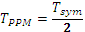 T_PPM = T_sym / 2